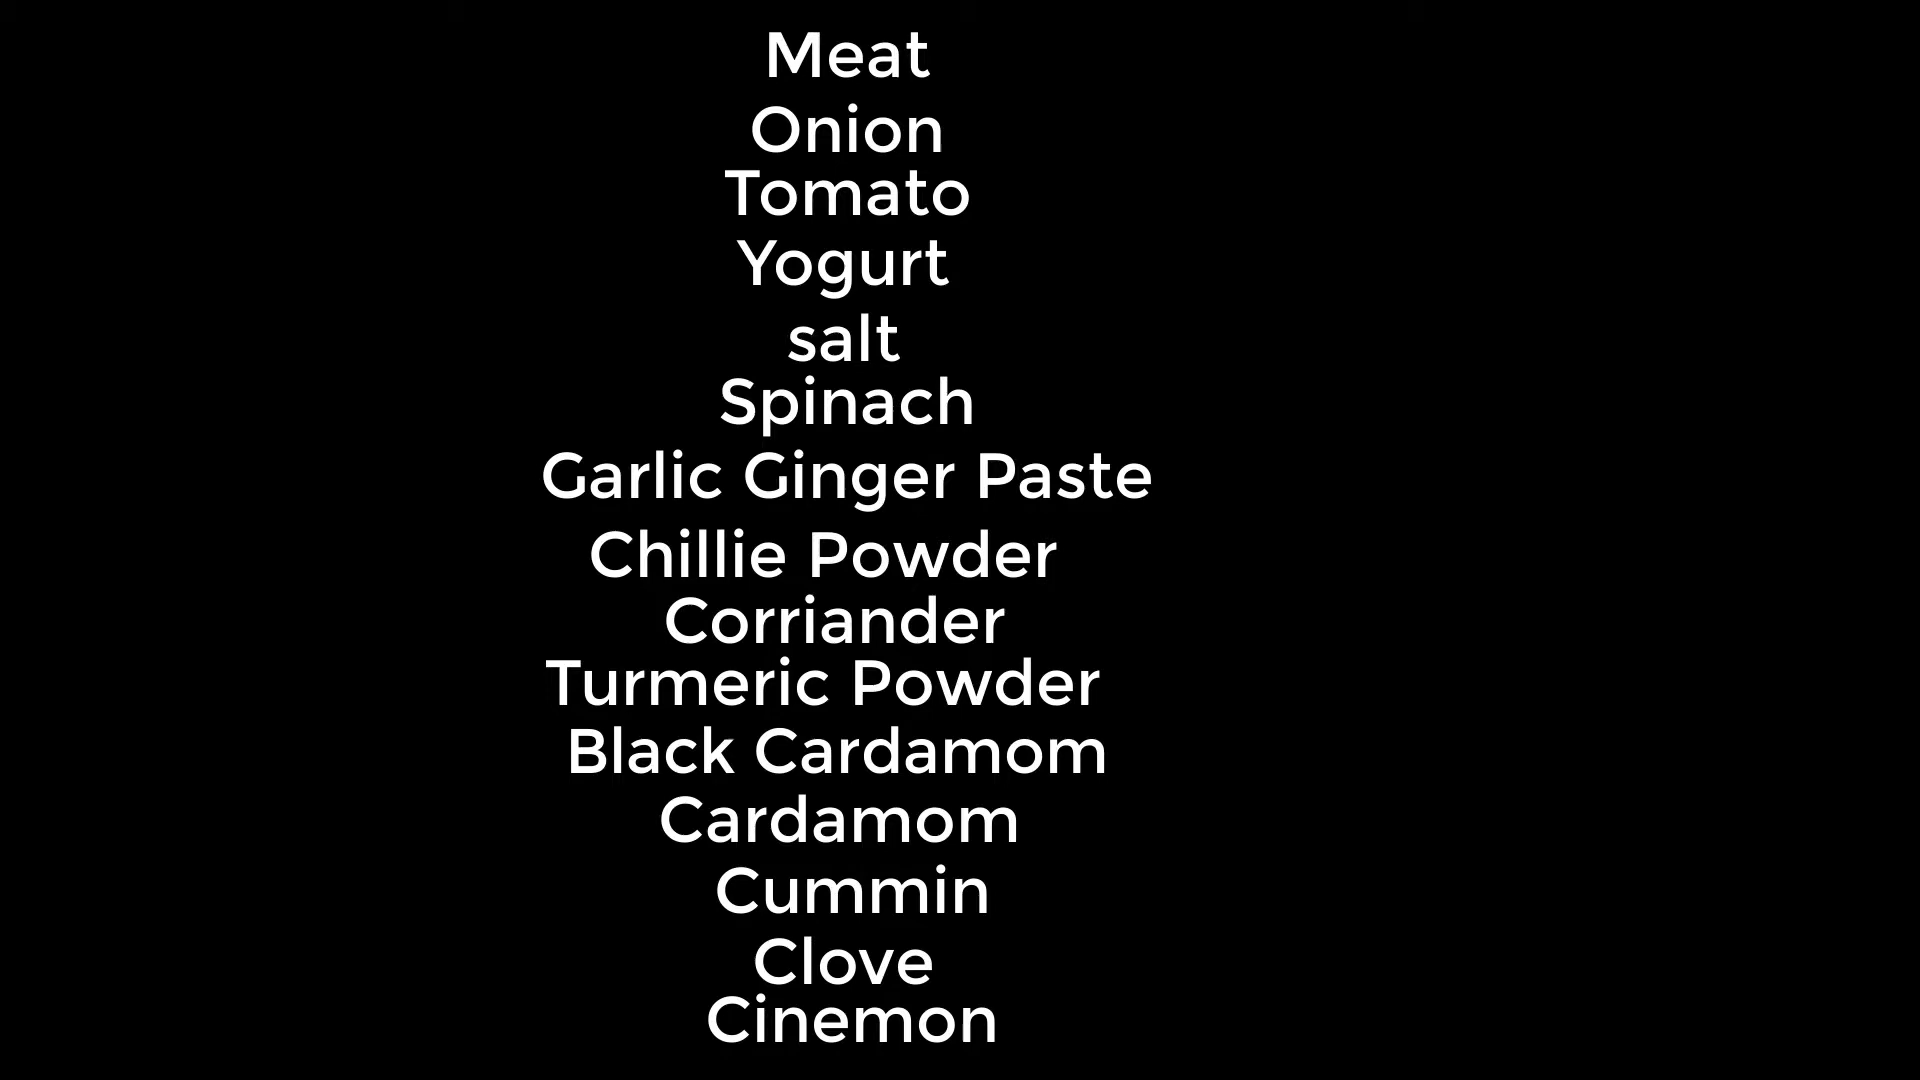 Meat
Onion
Tomato
Yogurt
salt
Spinach
Garlic Ginger Paste
Chillie Powder
Corriander
Turmeric Powder
Black Cardamom
Cardamom
Cummin
Clove
Cinemon